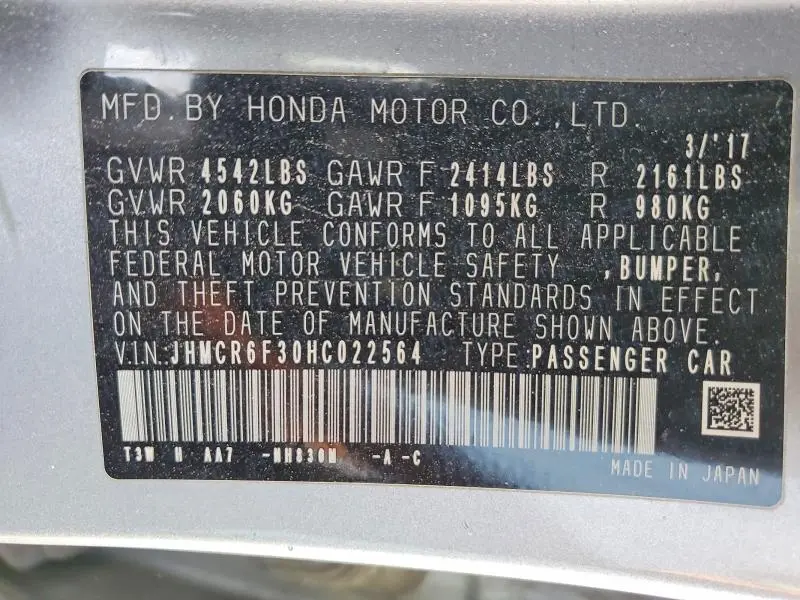 MFD.BY HONDA MOTOR CO.,LTD.
3/'17
GVWR 4542LBS GAWR F 2414LBS R 2161LBS
GVWR 2060KG GAWR F 1095KG R 980KG
THIS VEHICLE CONFORMS TO ALL APPLICABLE
FEDERAL MOTOR VEHICLE SAFETY ,BUMPER,
AND THEFT PREVENTION STANDARDS IN EFFECT
ON THE DATE OF MANUFACTURE SHOWN ABOVE.
V.I.N.:JHMCR6F30HC022564 TYPE:PASSENGER CAR
T3W H AA7 -NH830M -A -C
MADE IN JAPAN